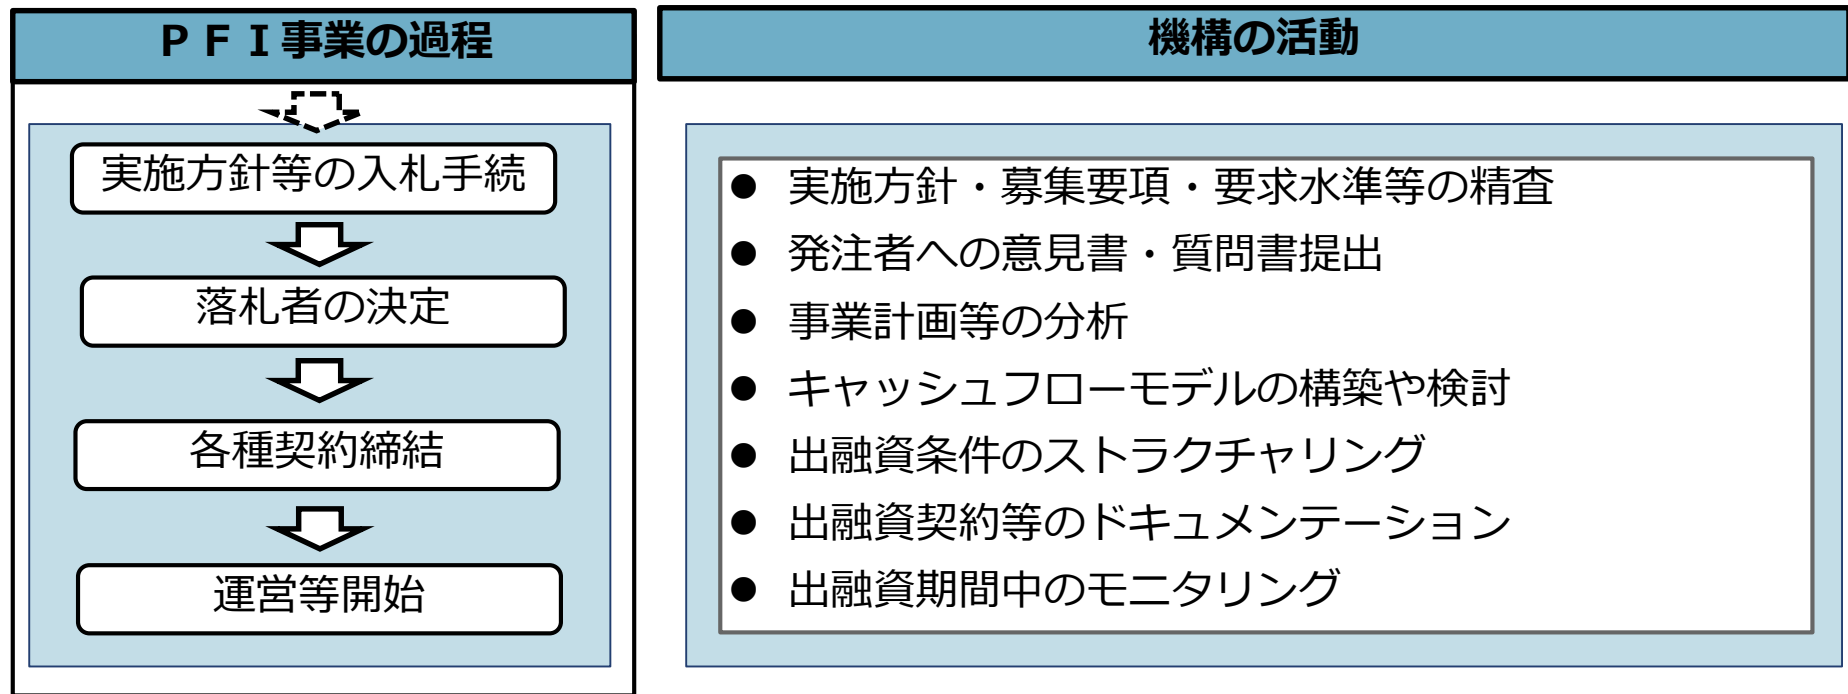 ＰＦＩ事業の過程
実施方針等の入札手続
落札者の決定
各種契約締結
運営等開始
機構の活動
● 実施方針・募集要項・要求水準等の精査
● 発注者への意見書・質問書提出
● 事業計画等の分析
● キャッシュフローモデルの構築や検討
● 出融資条件のストラクチャリング
● 出融資契約等のドキュメンテーション
● 出融資期間中のモニタリング